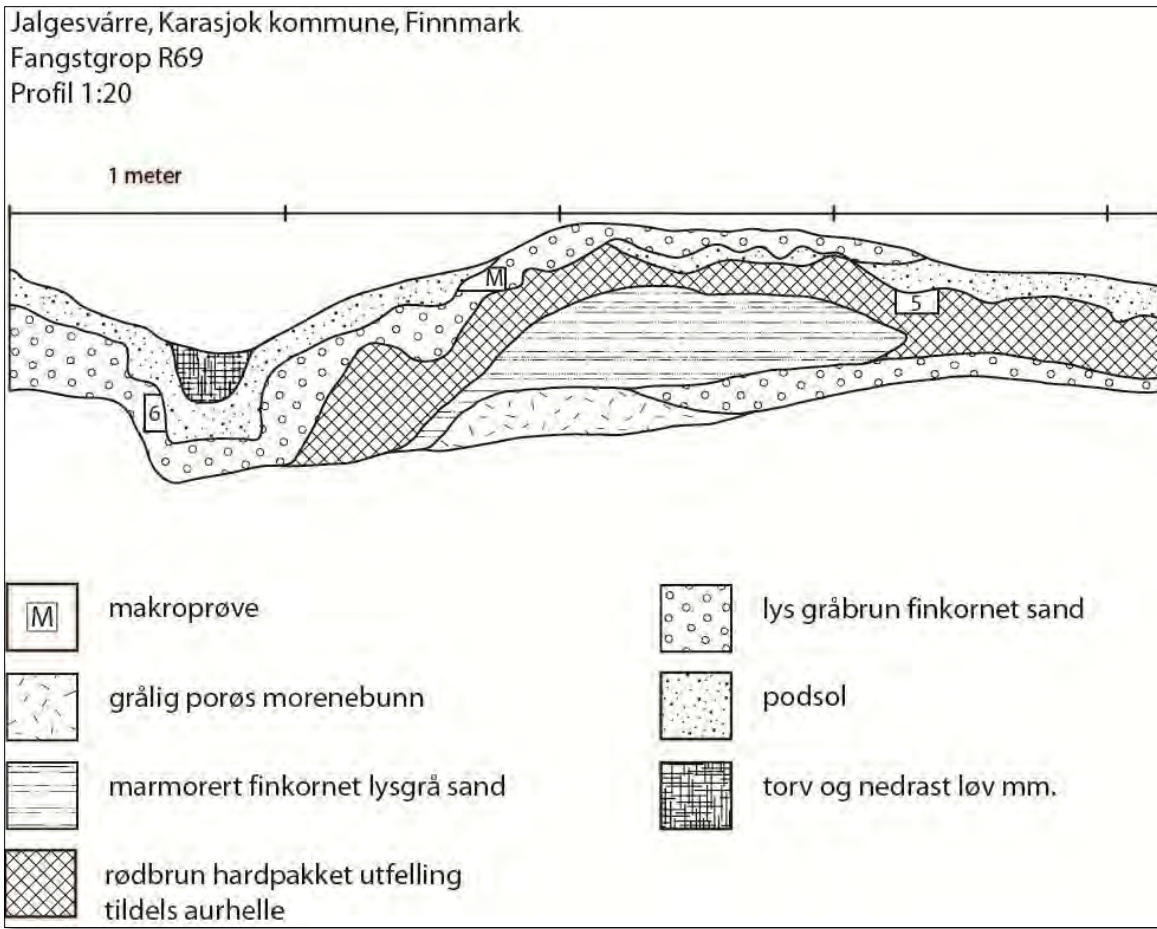 Jalgesvárre, Karasjok kommune, Finnmark
Fangstgrop R69
Profil 1:20
1 meter
M
5
6
M makroprøve
grålig porøs morenebunn
marmorert finkornet lysgrå sand
rødbrun hardpakket utfelling
tildels aurhelle
lys gråbrun finkornet sand
podsol
torv og nedrast løv mm.